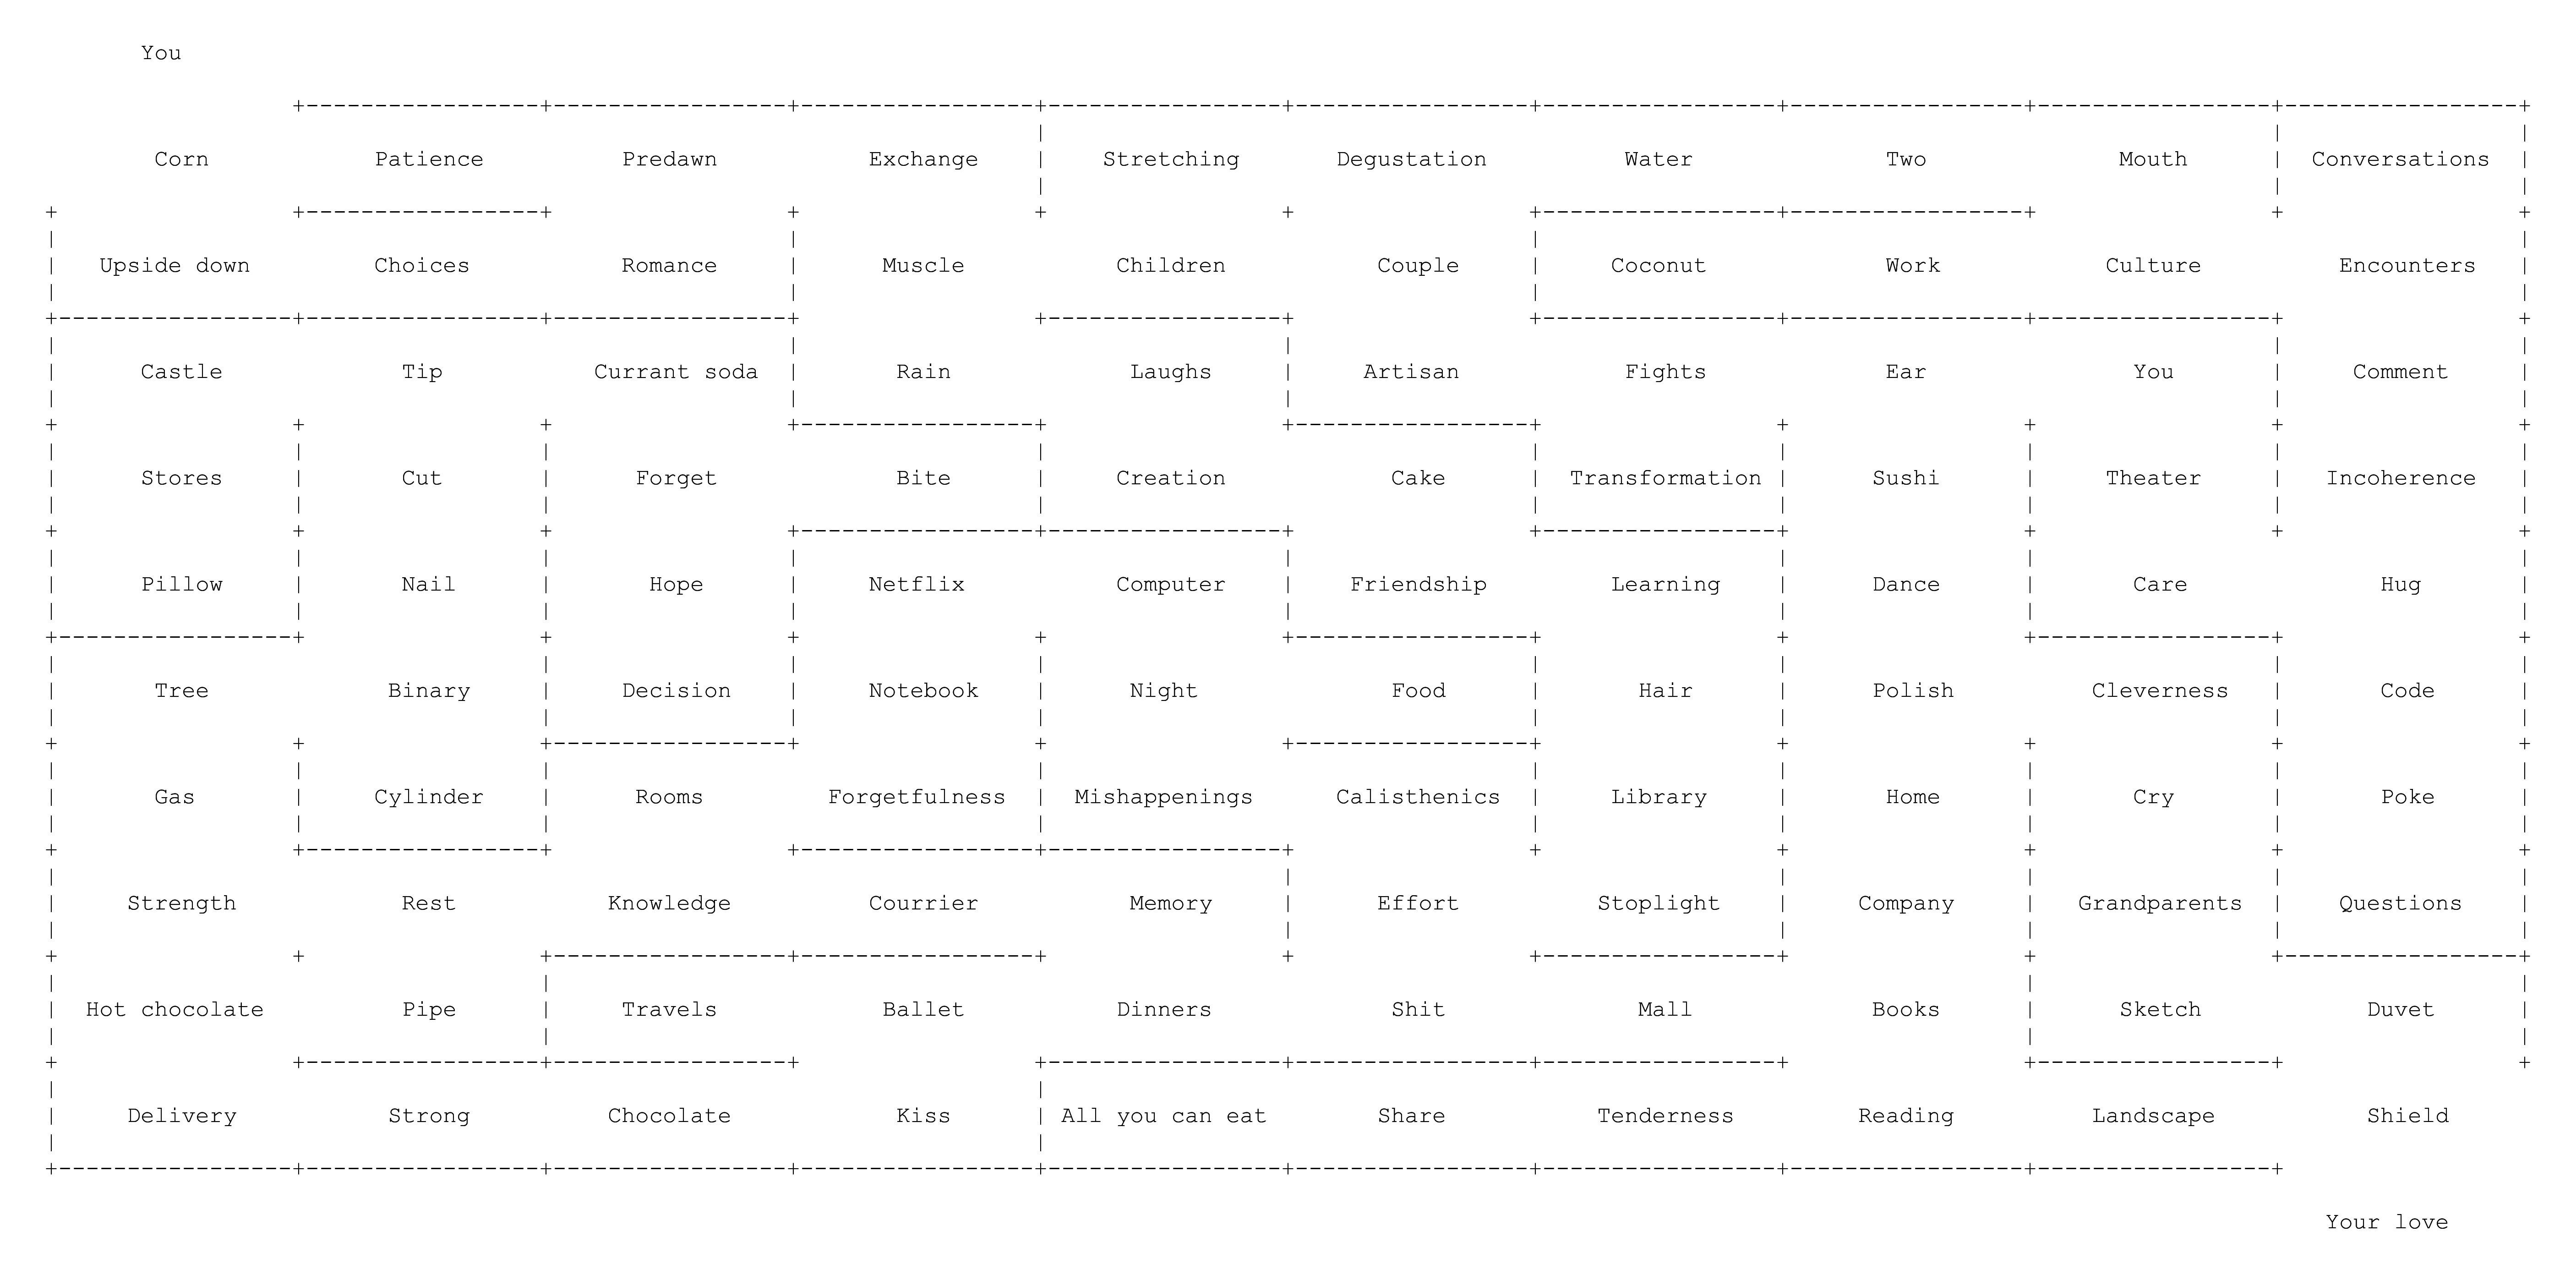 You
Corn Patience Predawn Exchange Stretching Degustation Water Two Mouth Conversations
Upside down Choices Romance Muscle Children Couple Coconut Work Culture Encounters
Castle Tip Currant soda Rain Laughs Artisan Fights Ear You Comment
Stores Cut Forget Bite Creation Cake Transformation Sushi Theater Incoherence
Pillow Nail Hope Netflix Computer Friendship Learning Dance Care Hug
Tree Binary Decision Notebook Night Food Hair Polish Cleverness Code
Gas Cylinder Rooms Forgetfulness Mishappenings Calisthenics Library Home Cry Poke
Strength Rest Knowledge Courrier Memory Effort Stoplight Company Grandparents Questions
Hot chocolate Pipe Travels Ballet Dinners Shit Mall Books Sketch Duvet
Delivery Strong Chocolate Kiss All you can eat Share Tenderness Reading Landscape Shield
Your love